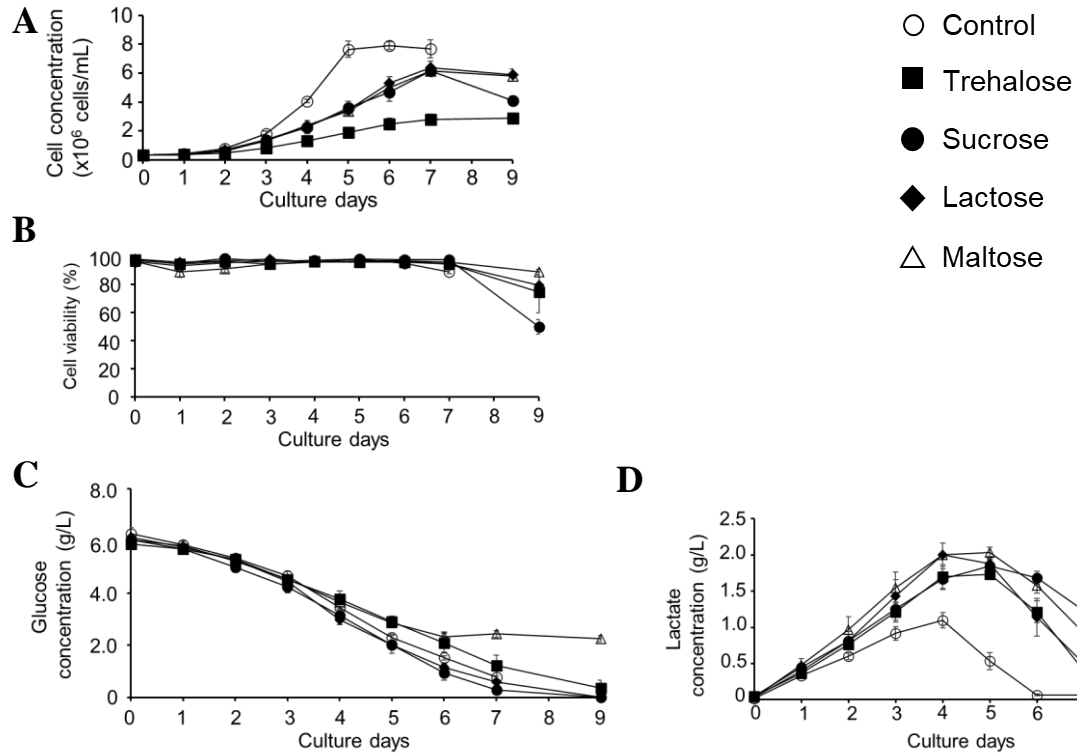 A
Cell concentration
(x10⁶ cells/mL)
10
8
6
4
2
0
0 1 2 3 4 5 6 7 8 9
Culture days
Control
Trehalose
Sucrose
Lactose
Maltose
B
Cell viability (%)
100
80
60
40
20
0
0 1 2 3 4 5 6 7 8 9
Culture days
C
Glucose
concentration (g/L)
8.0
6.0
4.0
2.0
0
0 1 2 3 4 5 6 7 8 9
Culture days
D
Lactate
concentration (g/L)
2.5
2.0
1.5
1.0
0.5
0
0 1 2 3 4 5 6
Culture days